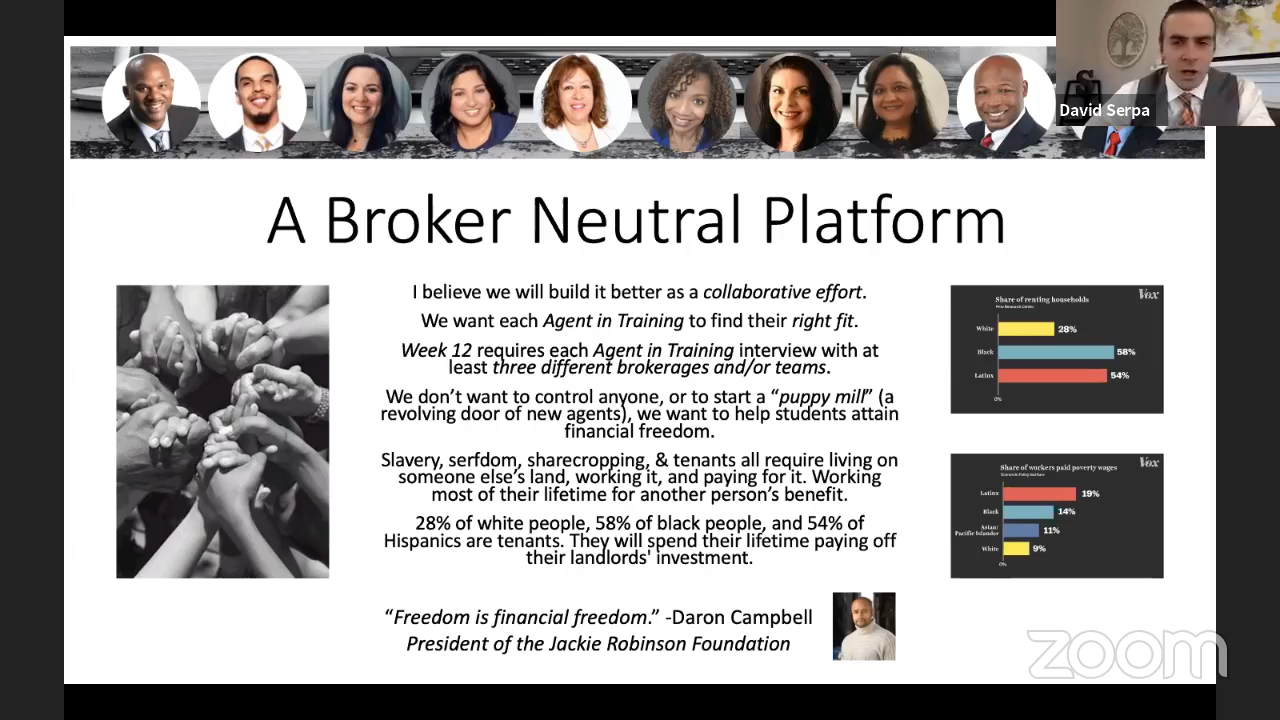 David Serpa
A Broker Neutral Platform
I believe we will build it better as a collaborative effort.
We want each Agent in Training to find their right fit.
Week 12 requires each Agent in Training interview with at
least three different brokerages and/or teams.
We don't want to control anyone, or to start a “puppy mill” (a
revolving door of new agents), we want to help students attain
financial freedom.
Slavery, serfdom, sharecropping, & tenants all require living on
someone else's land, working it, and paying for it. Working
most of their lifetime for another person's benefit.
28% of white people, 58% of black people, and 54% of
Hispanics are tenants. They will spend their lifetime paying off
their landlords' investment.
“Freedom is financial freedom.” -Daron Campbell
President of the Jackie Robinson Foundation
Share of renting households
Vox
White 28%
Black 58%
Latinx 54%
0%
Share of workers paid poverty wages
Vox
Latinx 19%
Black 14%
Asian/
Pacific Islander 11%
White 9%
0%
zoom